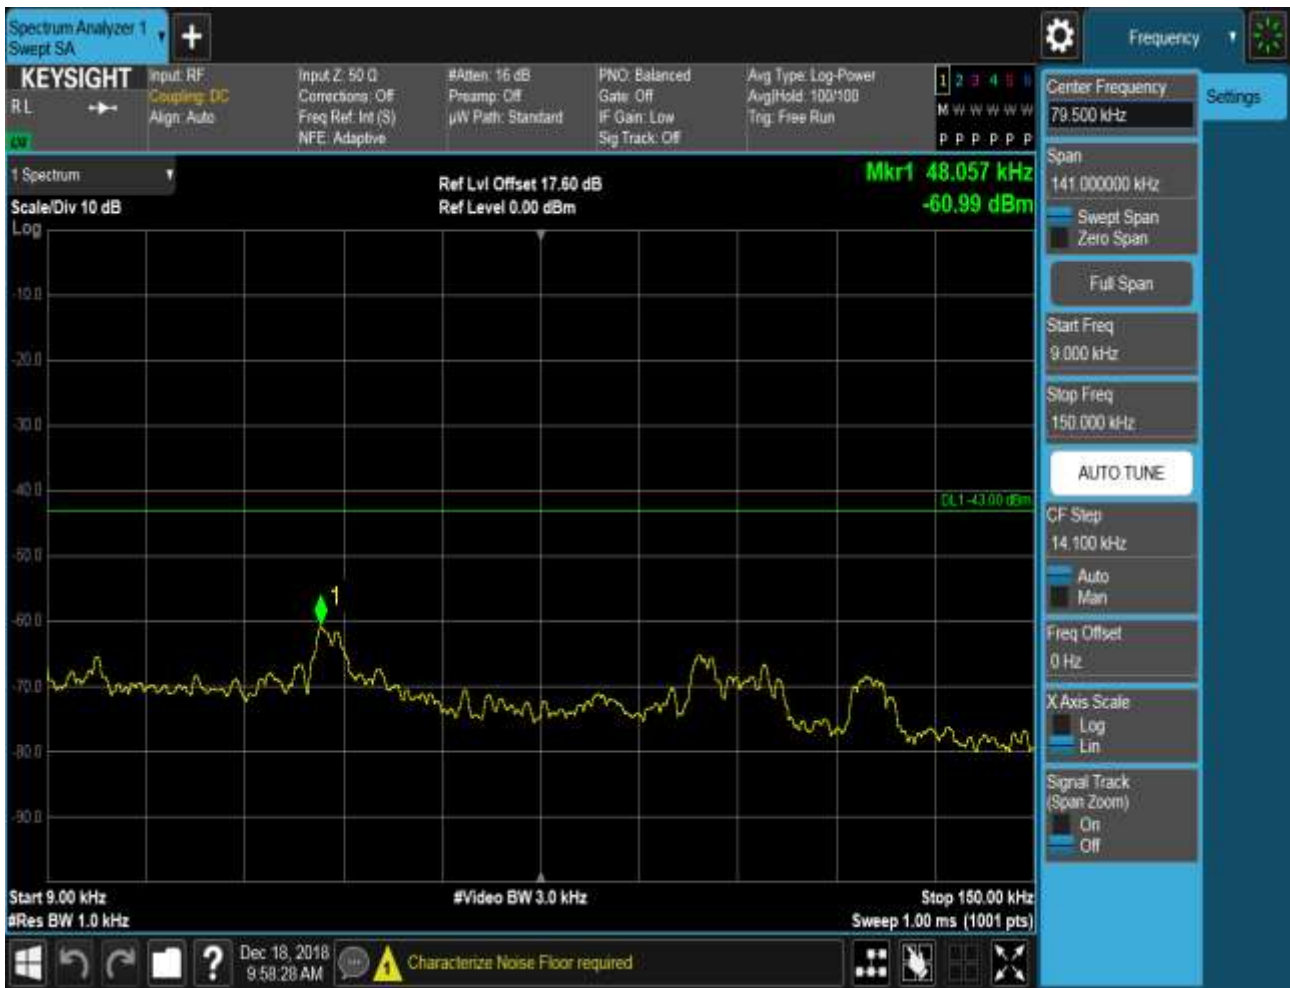 Spectrum Analyzer 1
Swept SA
Frequency
KEYSIGHT
R L
Input: RF
Coupling: DC
Align: Auto
Input Z: 50 Ω
Corrections: Off
Freq Ref: Int (S)
NFE: Adaptive
#Atten: 16 dB
Preamp: Off
µW Path: Standard
PNO: Balanced
Gate: Off
IF Gain: Low
Sig Track: Off
Avg Type: Log-Power
Avg|Hold: 100/100
Trig: Free Run
1 2 3 4 5 6
M W W W W W
P P P P P P
1 Spectrum
Scale/Div 10 dB
Log
Ref Lvl Offset 17.60 dB
Ref Level 0.00 dBm
Mkr1 48.057 kHz
-60.99 dBm
-10.0
-20.0
-30.0
-40.0
DL1 -43.00 dBm
-50.0
1
-60.0
-70.0
-80.0
-90.0
Start 9.00 kHz
#Res BW 1.0 kHz
#Video BW 3.0 kHz
Stop 150.00 kHz
Sweep 1.00 ms (1001 pts)
Center Frequency
79.500 kHz
Settings
Span
141.000000 kHz
Swept Span
Zero Span
Full Span
Start Freq
9.000 kHz
Stop Freq
150.000 kHz
AUTO TUNE
CF Step
14.100 kHz
Auto
Man
Freq Offset
0 Hz
X Axis Scale
Log
Lin
Signal Track
(Span Zoom)
On
Off
?
Dec 18, 2018
9:58:28 AM
1
Characterize Noise Floor required